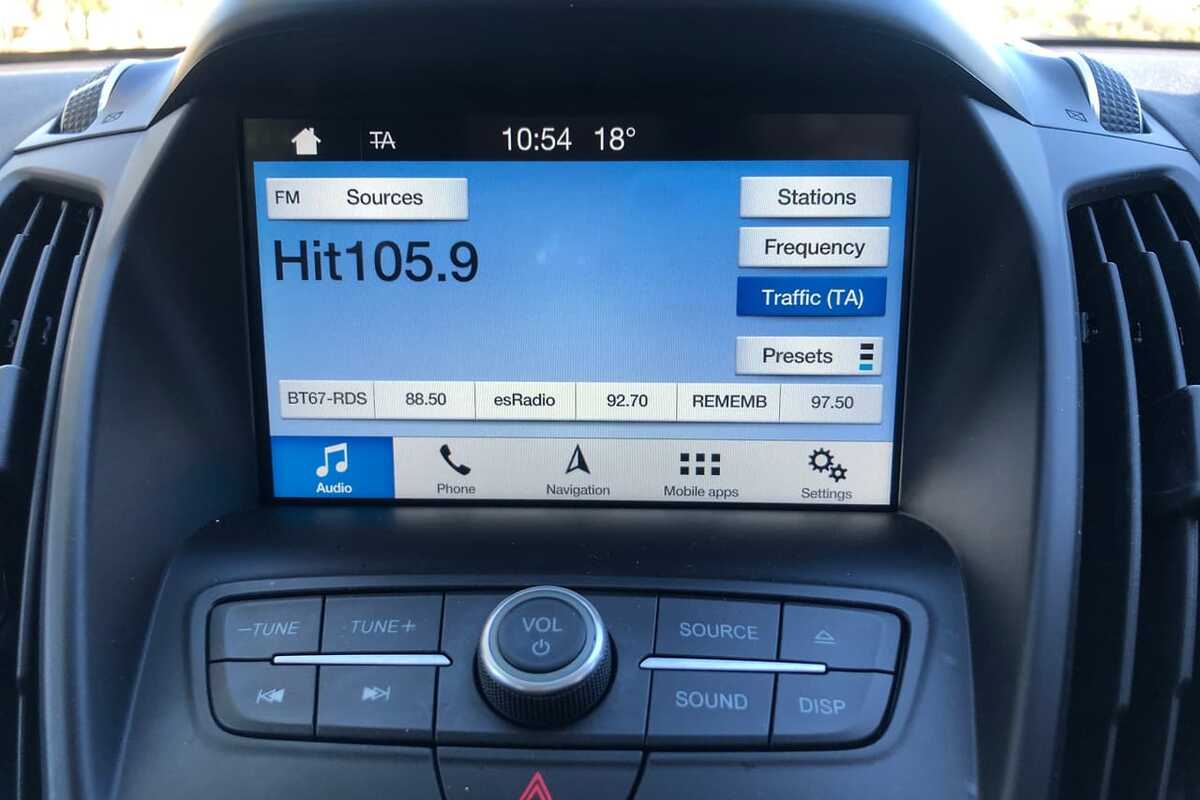 TA 10:54 18°
FM Sources
Stations
Hit105.9
Frequency
Traffic (TA)
Presets
BT67-RDS 88.50 esRadio 92.70 REMEMB 97.50
Audio Phone Navigation Mobile apps Settings
–TUNE TUNE+ VOL SOURCE
SOUND DISP